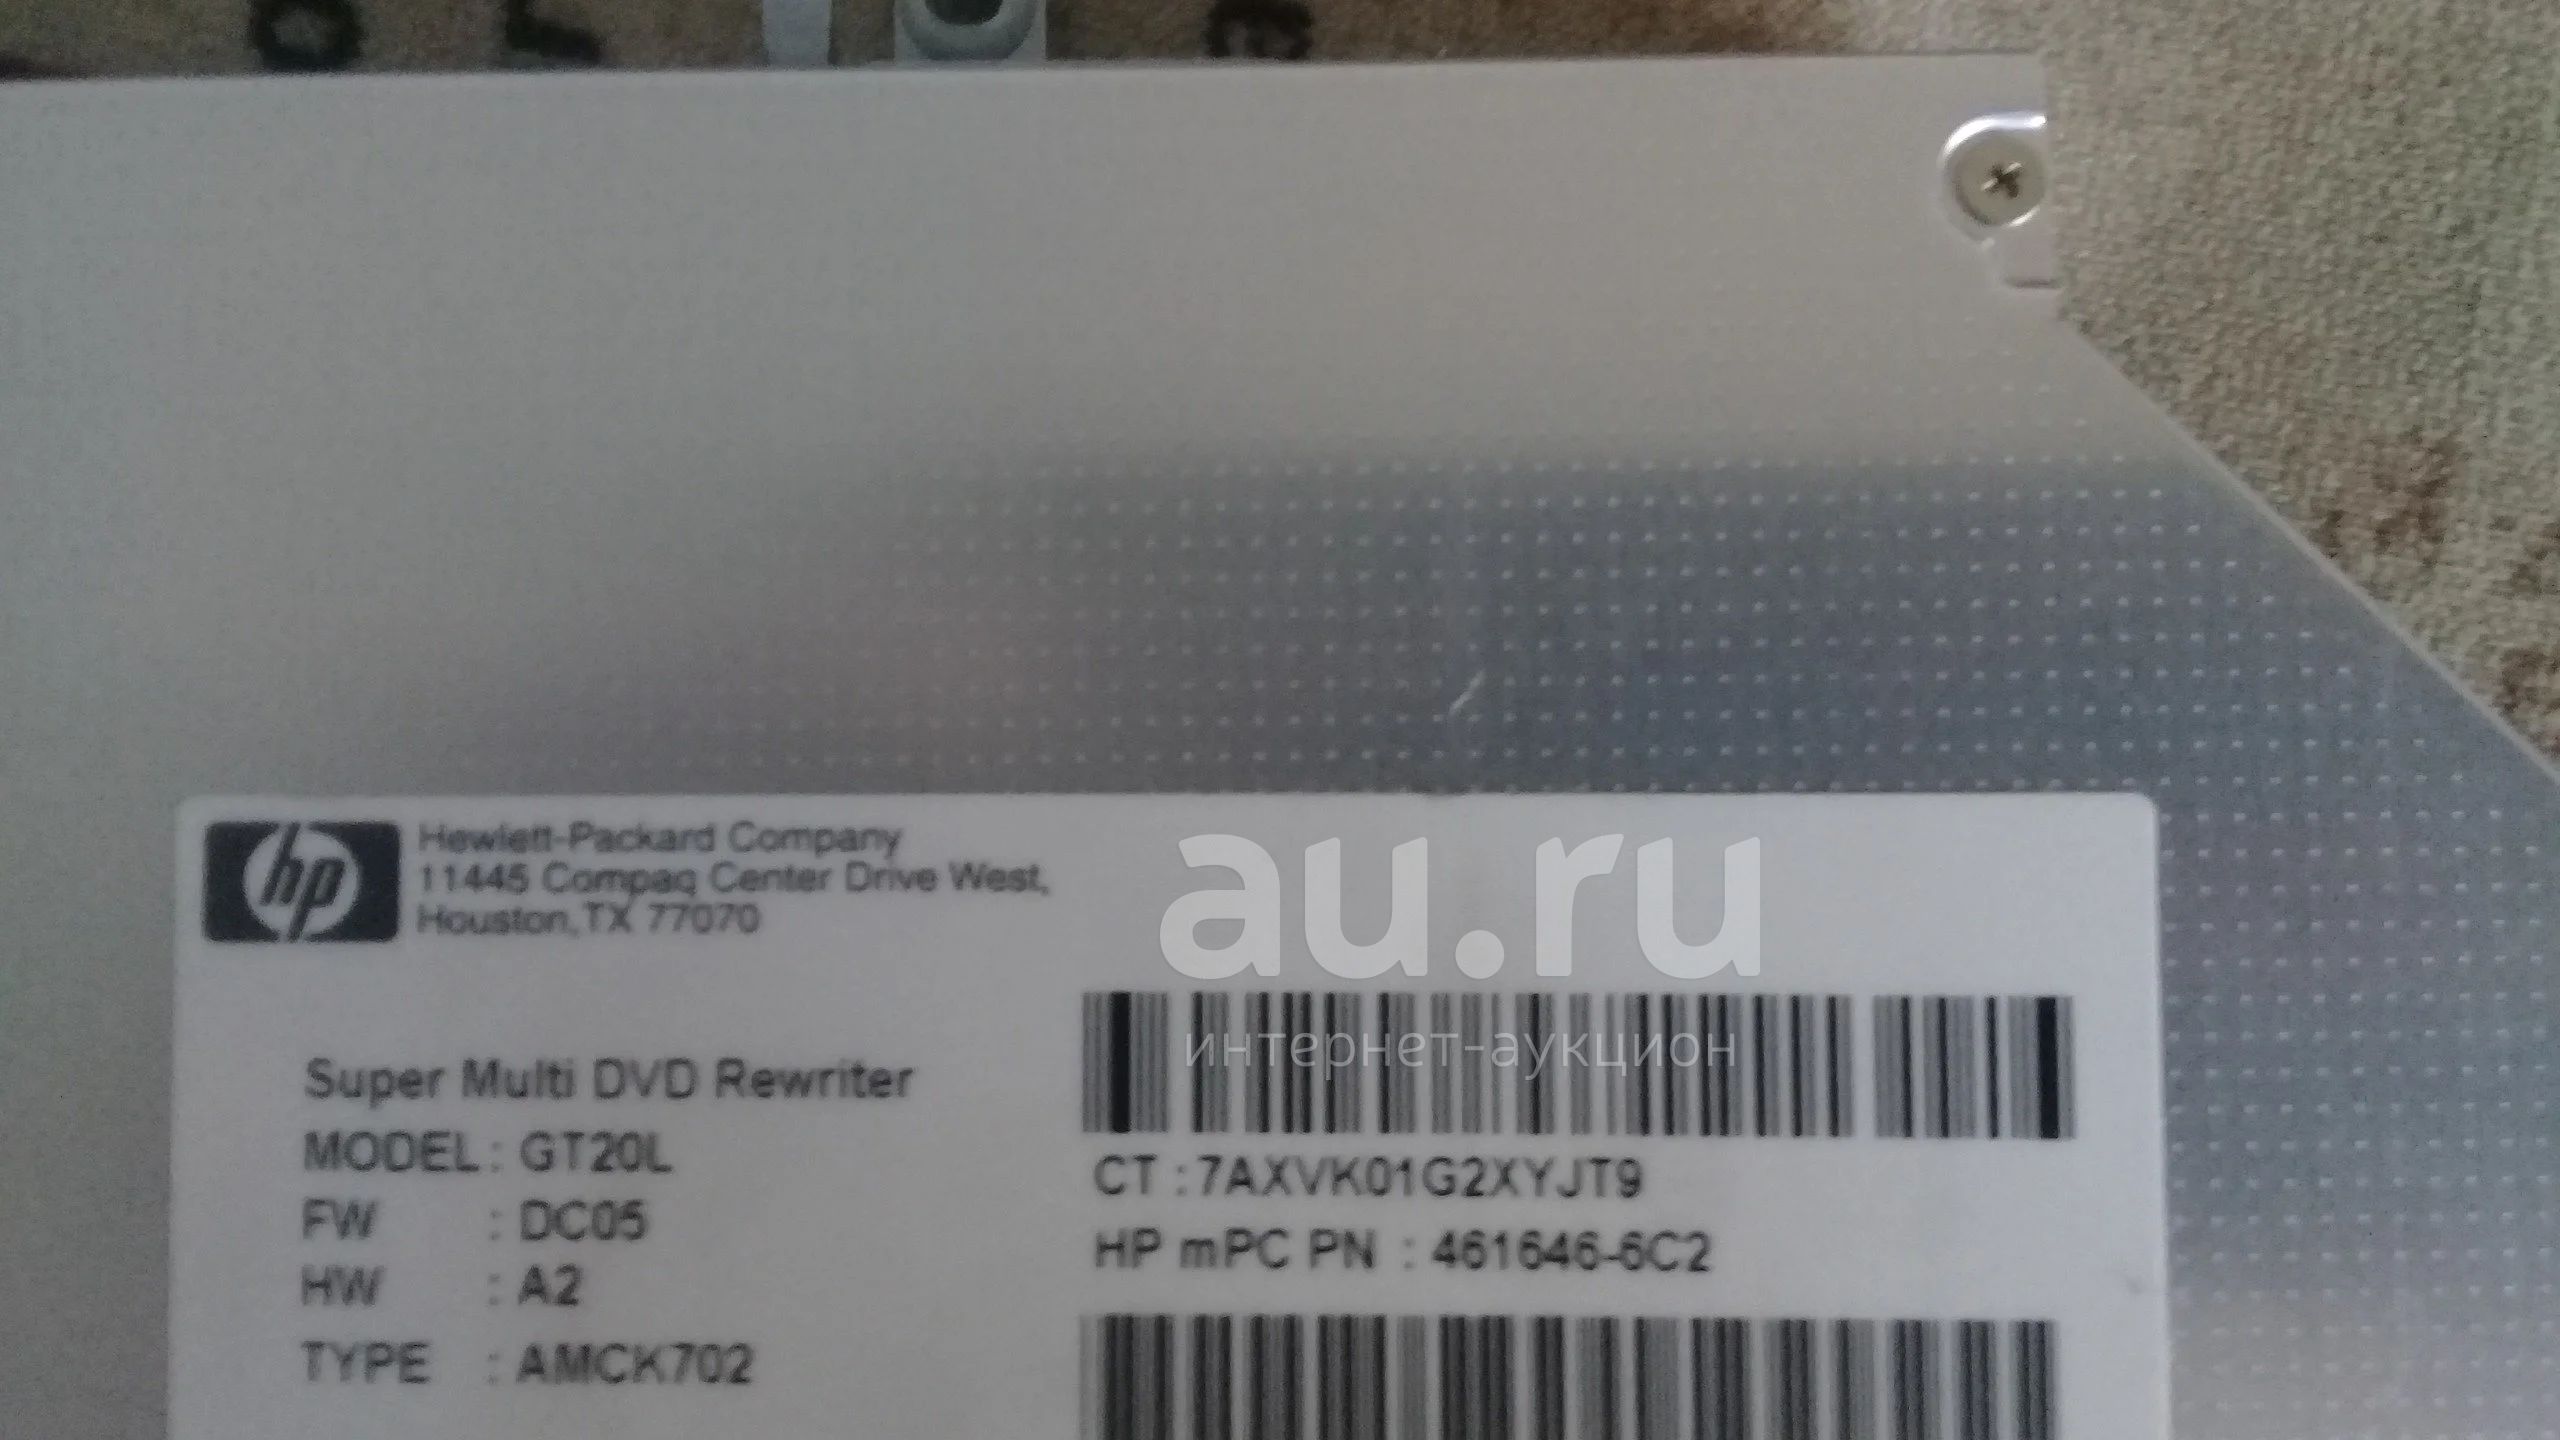 hp
Hewlett-Packard Company
11445 Compaq Center Drive West,
Houston, TX 77070
au.ru
интернет-аукцион
Super Multi DVD Rewriter
MODEL : GT20L
FW : DC05
HW : A2
TYPE : AMCK702
CT : 7AXVK01G2XYJT9
HP mPC PN : 461646-6C2